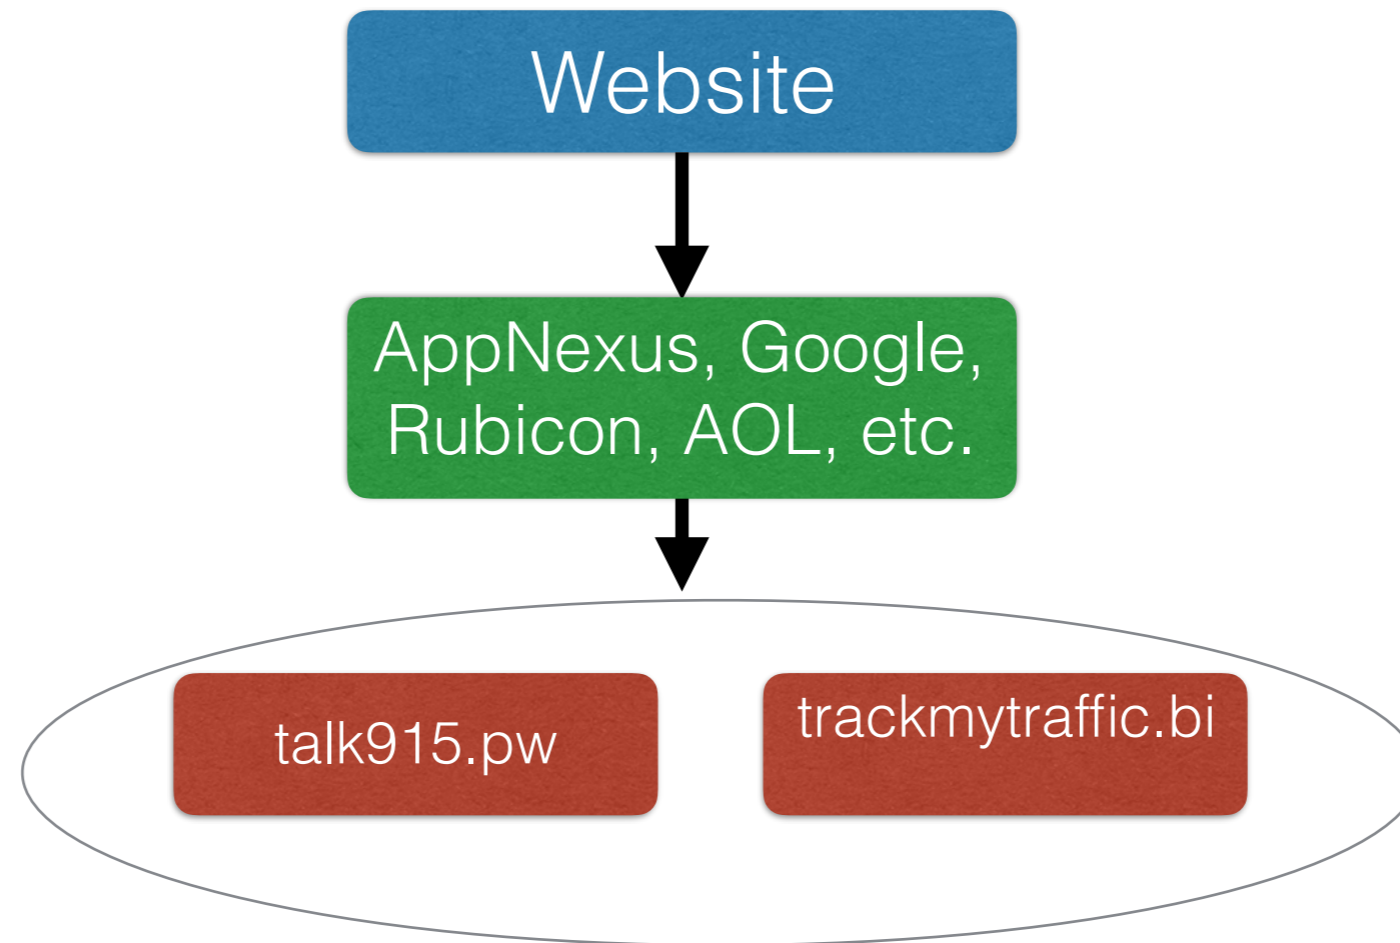 Website
AppNexus, Google,
Rubicon, AOL, etc.
talk915.pw
trackmytraffic.bi